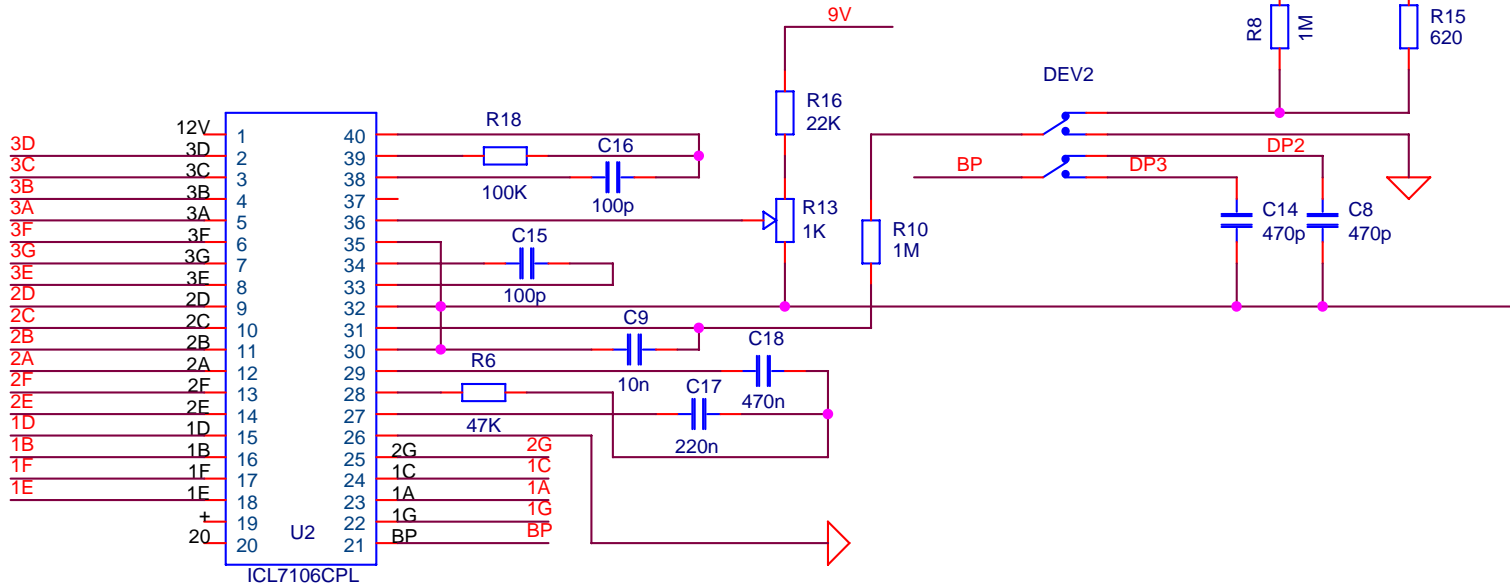 9V
R8
1M
R15
620
DEV2
R16
22K
12V
1
40
R18
3D
3D
2
39
C16
3C
3C
3
38
100K
100p
BP
DP3
DP2
3B
3B
4
37
3A
3A
5
36
R13
1K
3F
3F
6
35
C15
R10
1M
C14
470p
C8
470p
3G
3G
7
34
3E
3E
8
33
100p
2D
2D
9
32
2C
2C
10
31
C9
2B
2B
11
30
C18
2A
2A
12
29
R6
10n
2F
2F
13
28
C17
470n
2E
2E
14
27
47K
1D
1D
15
26
220n
1B
1B
16
25
2G
2G
1F
1F
17
24
1C
1C
1E
1E
18
23
1A
1A
+
19
22
1G
1G
20
20
U2
21
BP
BP
ICL7106CPL